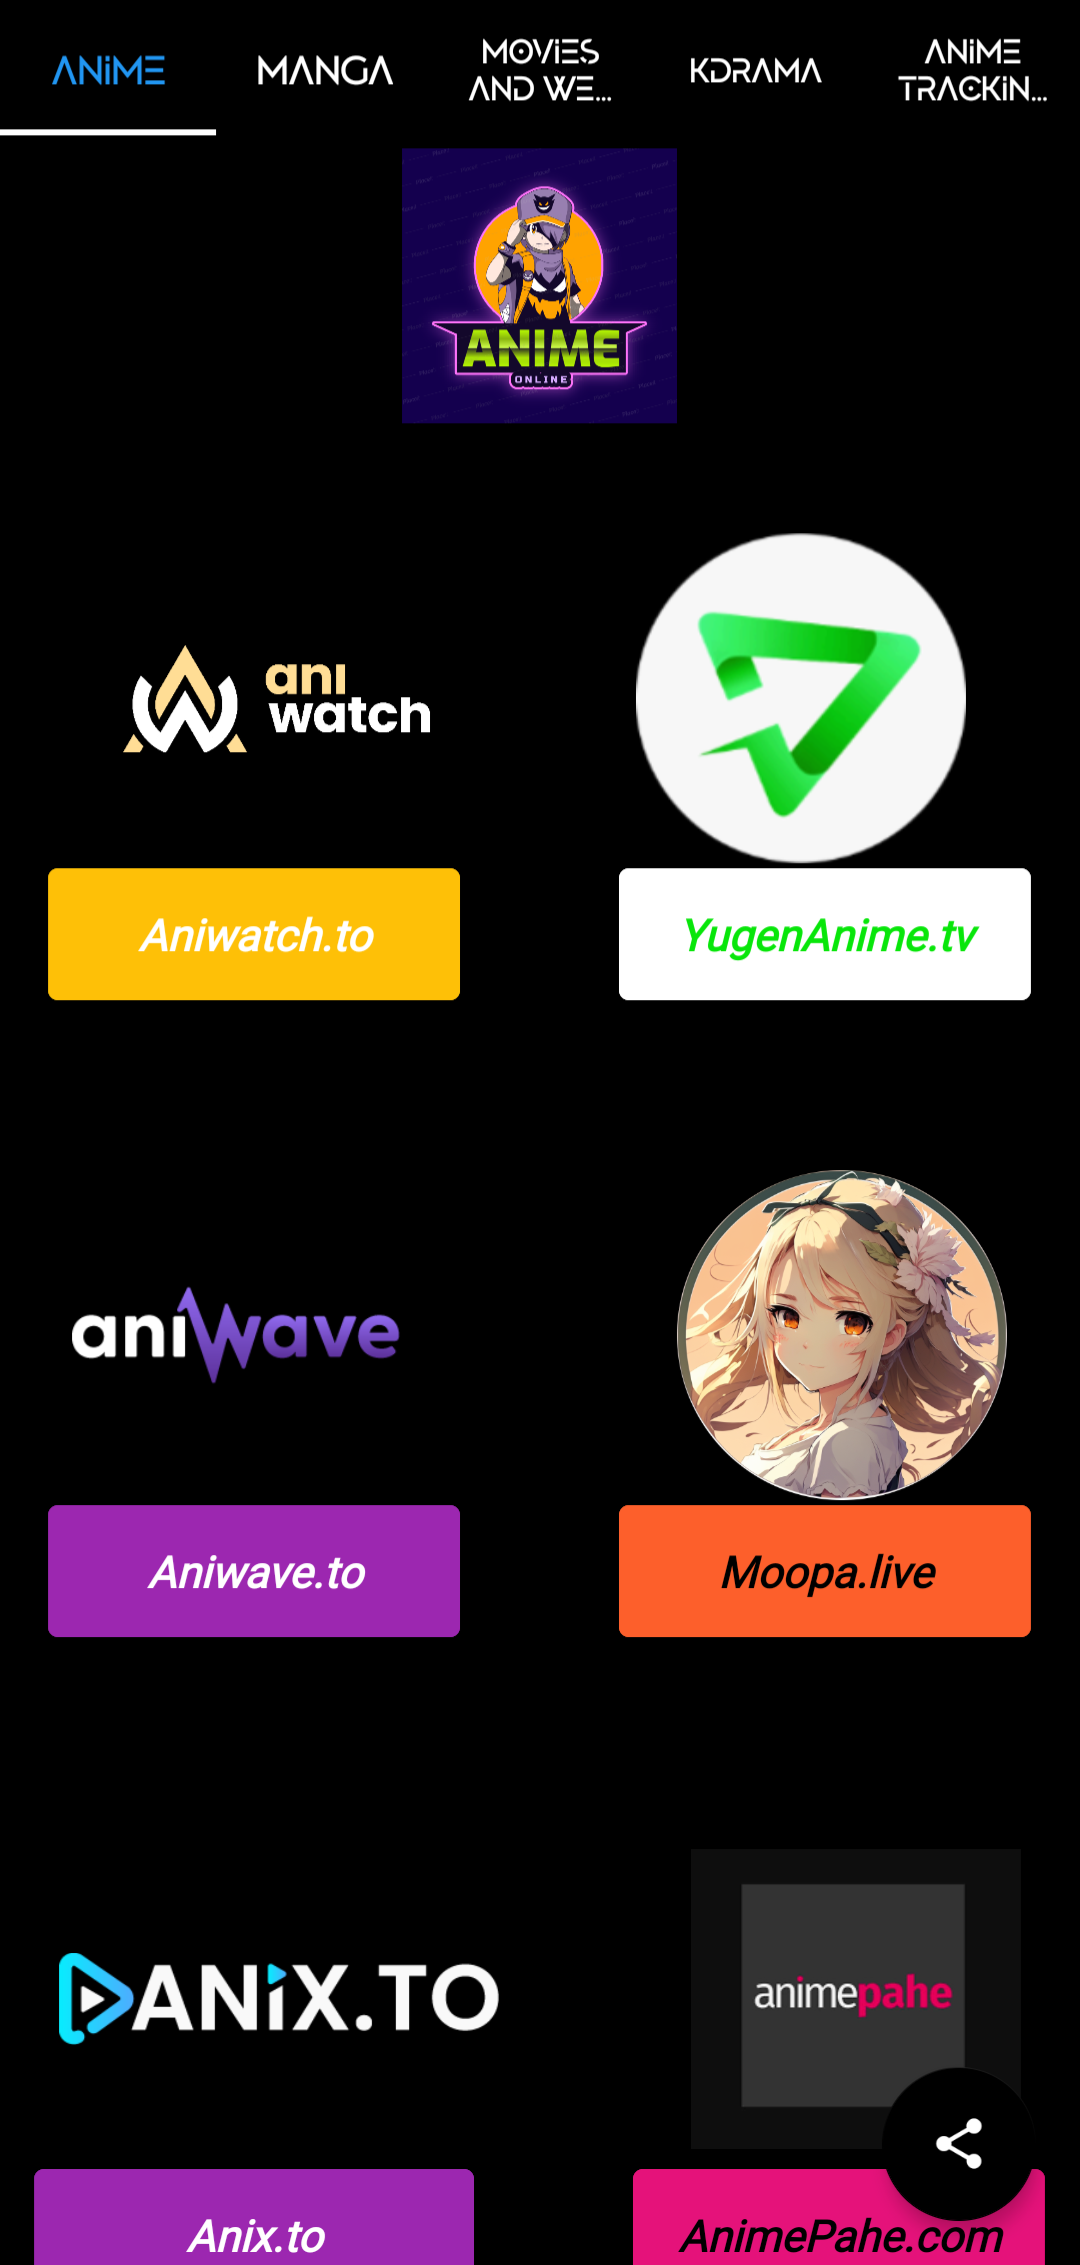 ANiME
MANGA
MOViES
AND WE...
KDRAMA
ANiME
TRACKiN...
ANIME
ONLINE
ani
watch
Aniwatch.to
YugenAnime.tv
aniwave
Aniwave.to
Moopa.live
ANiX.TO
animepahe
Anix.to
AnimePahe.com